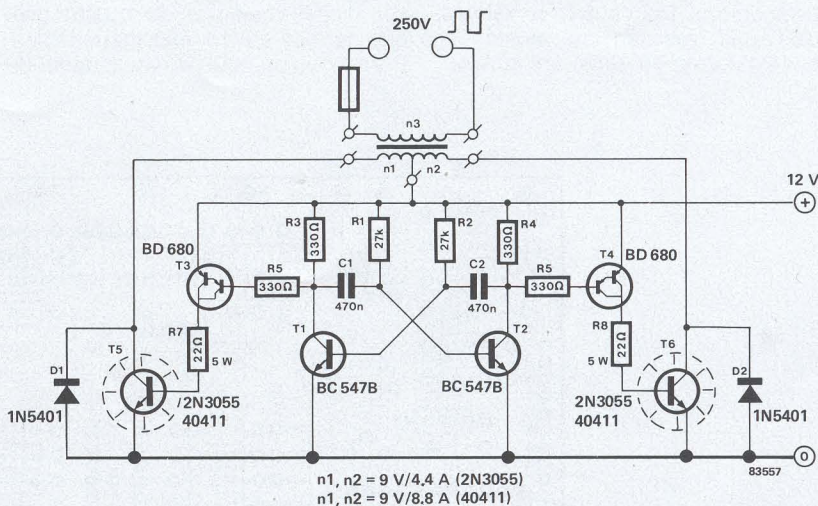 250V
n3
n1
n2
12 V
+
R3
330Ω
R1
27k
R2
27k
R4
330Ω
BD 680
T3
T4
BD 680
R5
330Ω
C1
470n
C2
470n
R5
330Ω
R7
22Ω
5 W
T1
BC 547B
T2
BC 547B
R8
22Ω
5 W
T5
T6
D1
1N5401
2N3055
40411
2N3055
40411
D2
1N5401
0
83557
n1, n2 = 9 V/4.4 A (2N3055)
n1, n2 = 9 V/8.8 A (40411)